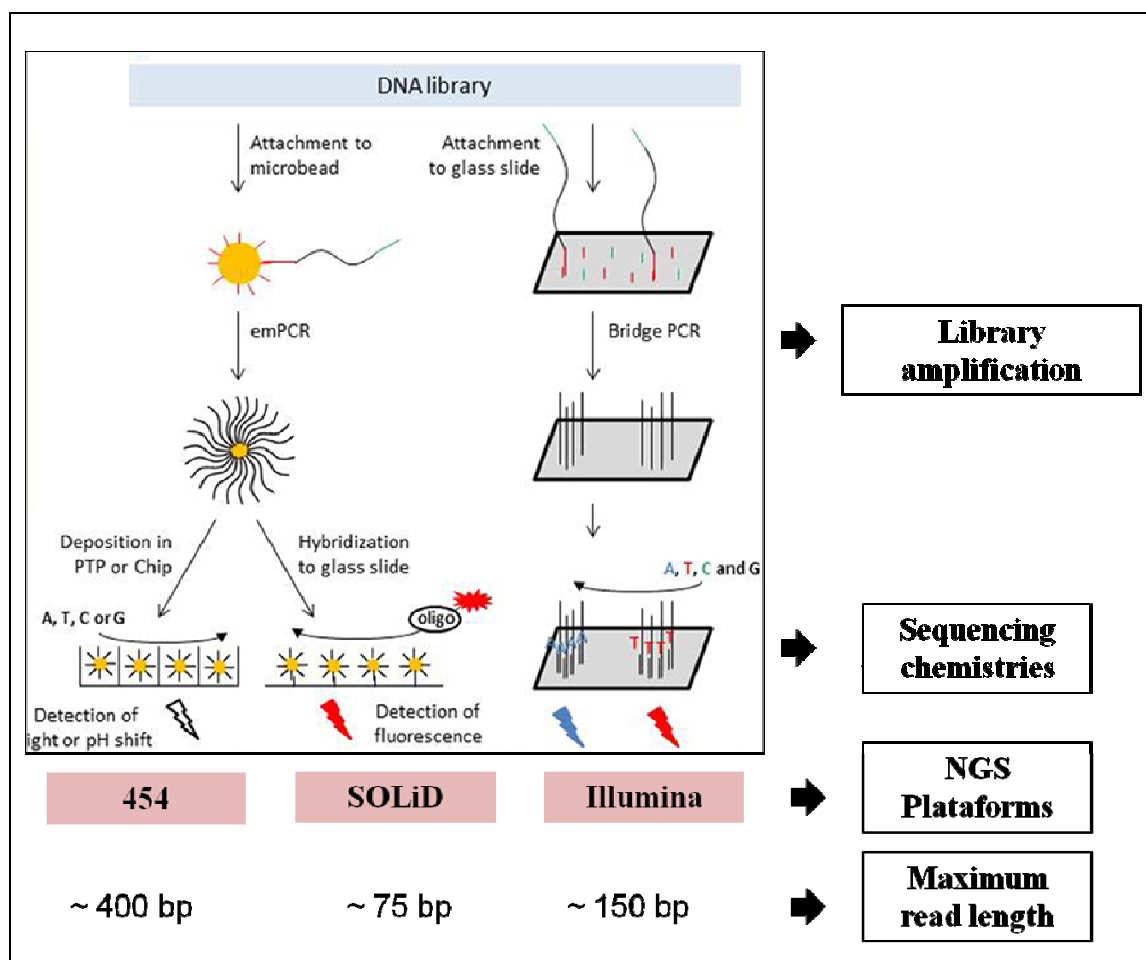 DNA library
Attachment to
microbead
Attachment
to glass slide
emPCR
Bridge PCR
Library
amplification
Deposition in
PTP or Chip
Hybridization
to glass slide
A, T, C or G
oligo
A, T, C and G
A A A A
T T T T
Sequencing
chemistries
Detection of
ight or pH shift
Detection of
fluorescence
454
SOLiD
Illumina
NGS
Plataforms
~ 400 bp
~ 75 bp
~ 150 bp
Maximum
read length